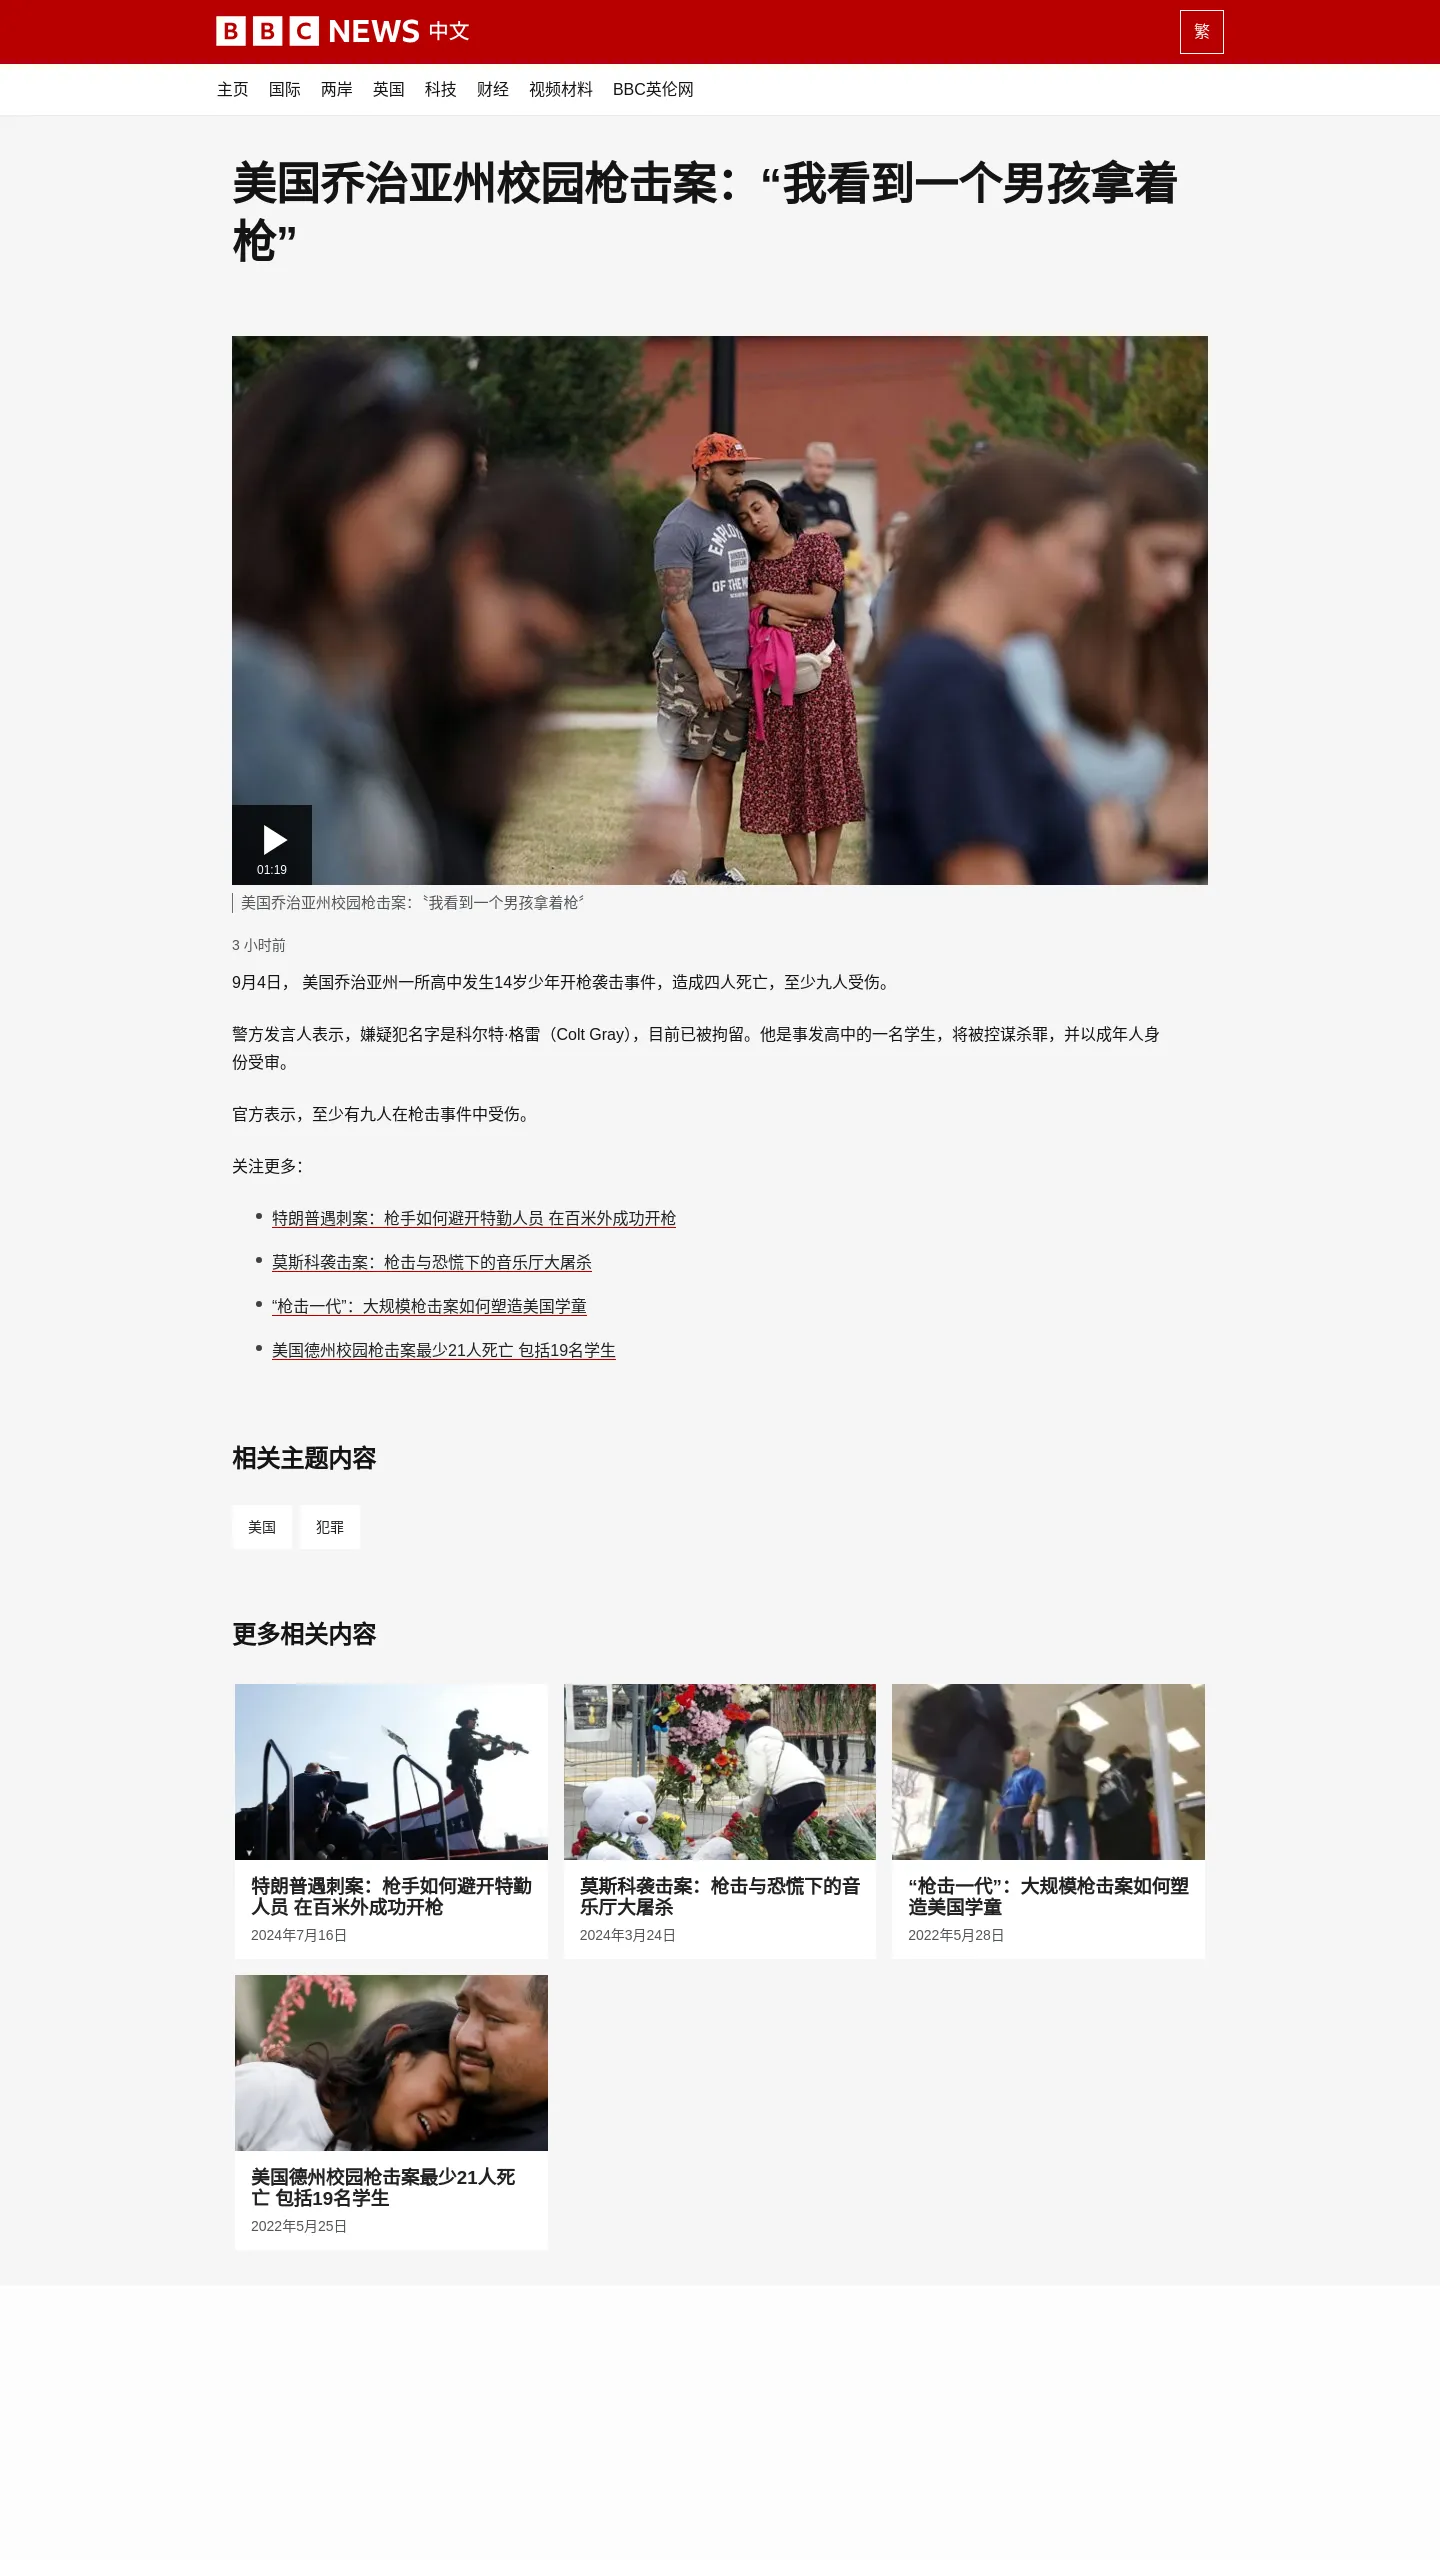 BBC NEWS 中文
繁
主页 国际 两岸 英国 科技 财经 视频材料 BBC英伦网
美国乔治亚州校园枪击案：“我看到一个男孩拿着
枪”
EMPLOY
OF THE M
01:19
美国乔治亚州校园枪击案：〝我看到一个男孩拿着枪〞
3 小时前
9月4日， 美国乔治亚州一所高中发生14岁少年开枪袭击事件，造成四人死亡，至少九人受伤。
警方发言人表示，嫌疑犯名字是科尔特·格雷（Colt Gray），目前已被拘留。他是事发高中的一名学生，将被控谋杀罪，并以成年人身
份受审。
官方表示，至少有九人在枪击事件中受伤。
关注更多：
特朗普遇刺案：枪手如何避开特勤人员 在百米外成功开枪
莫斯科袭击案：枪击与恐慌下的音乐厅大屠杀
“枪击一代”：大规模枪击案如何塑造美国学童
美国德州校园枪击案最少21人死亡 包括19名学生
相关主题内容
美国 犯罪
更多相关内容
特朗普遇刺案：枪手如何避开特勤
人员 在百米外成功开枪
2024年7月16日
莫斯科袭击案：枪击与恐慌下的音
乐厅大屠杀
2024年3月24日
“枪击一代”：大规模枪击案如何塑
造美国学童
2022年5月28日
美国德州校园枪击案最少21人死
亡 包括19名学生
2022年5月25日